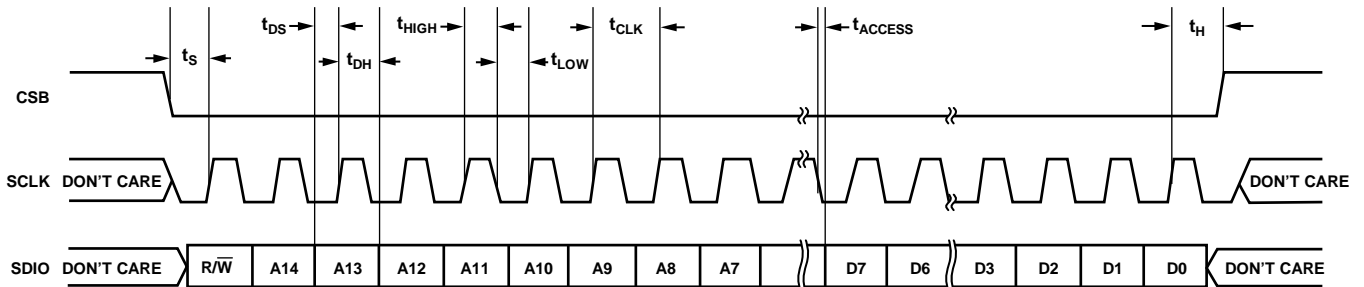 tDS tHIGH tCLK tACCESS tH
tS tDH tLOW
CSB
SCLK DON'T CARE DON'T CARE
SDIO DON'T CARE R/W̅ A14 A13 A12 A11 A10 A9 A8 A7 D7 D6 D3 D2 D1 D0 DON'T CARE